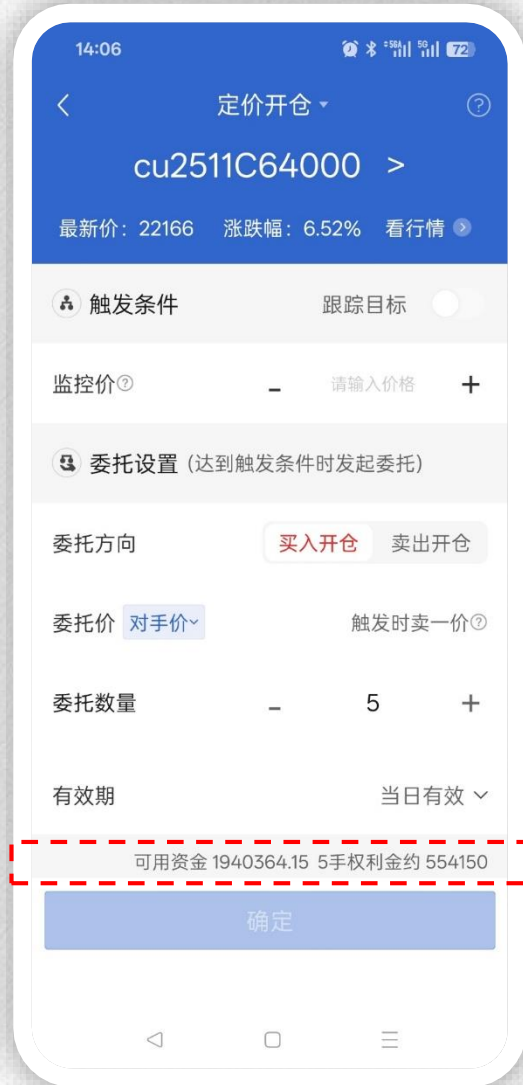 14:06 5G 5G 72
定价开仓
cu2511C64000 >
最新价：22166 涨跌幅：6.52% 看行情
触发条件 跟踪目标
监控价 - 请输入价格 +
委托设置 (达到触发条件时发起委托)
委托方向 买入开仓 卖出开仓
委托价 对手价 触发时卖一价
委托数量 - 5 +
有效期 当日有效
可用资金 1940364.15 5手权利金约 554150
确定